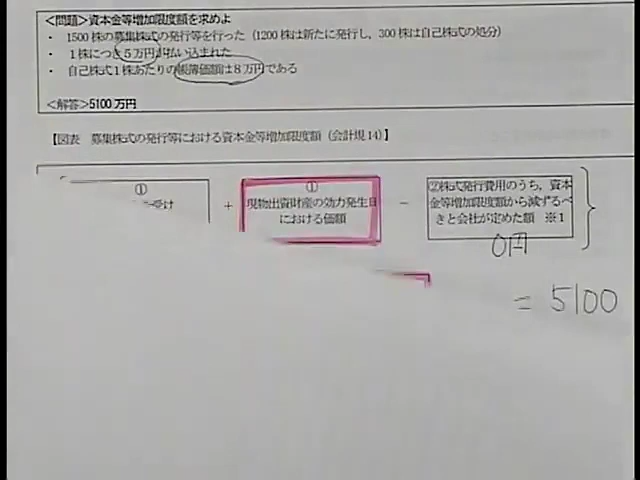 <問題>資本金等増加限度額を求めよ
・ 1500株の募集株式の発行等を行った（1200株は新たに発行し，300株は自己株式の処分）
・ 1株につき5万円が払い込まれた
・ 自己株式1株あたりの帳簿価額は8万円である
<解答>5100万円
【図表 募集株式の発行等における資本金等増加限度額（会計規14）】
①
受け
+
①
現物出資財産の効力発生日
における価額
－
②株式発行費用のうち，資本
金等増加限度額から減ずるべ
きと会社が定めた額 ※1
0円
= 5100